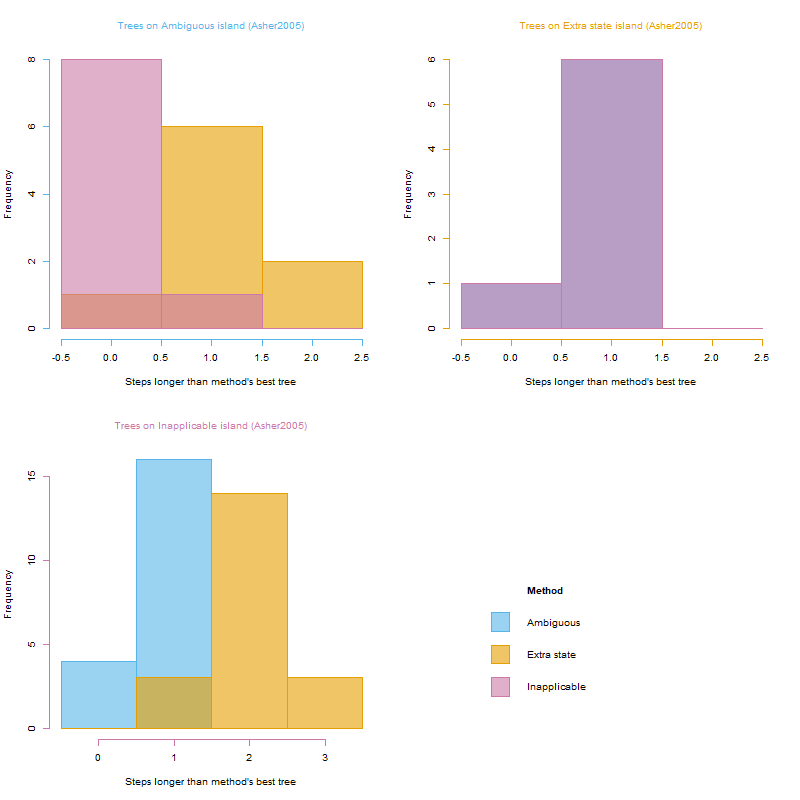 Trees on Ambiguous island (Asher2005)
Frequency
0 2 4 6 8
-0.5 0.0 0.5 1.0 1.5 2.0 2.5
Steps longer than method's best tree
Trees on Extra state island (Asher2005)
Frequency
0 1 2 3 4 5 6
-0.5 0.0 0.5 1.0 1.5 2.0 2.5
Steps longer than method's best tree
Trees on Inapplicable island (Asher2005)
Frequency
0 5 10 15
0 1 2 3
Steps longer than method's best tree
Method
Ambiguous
Extra state
Inapplicable